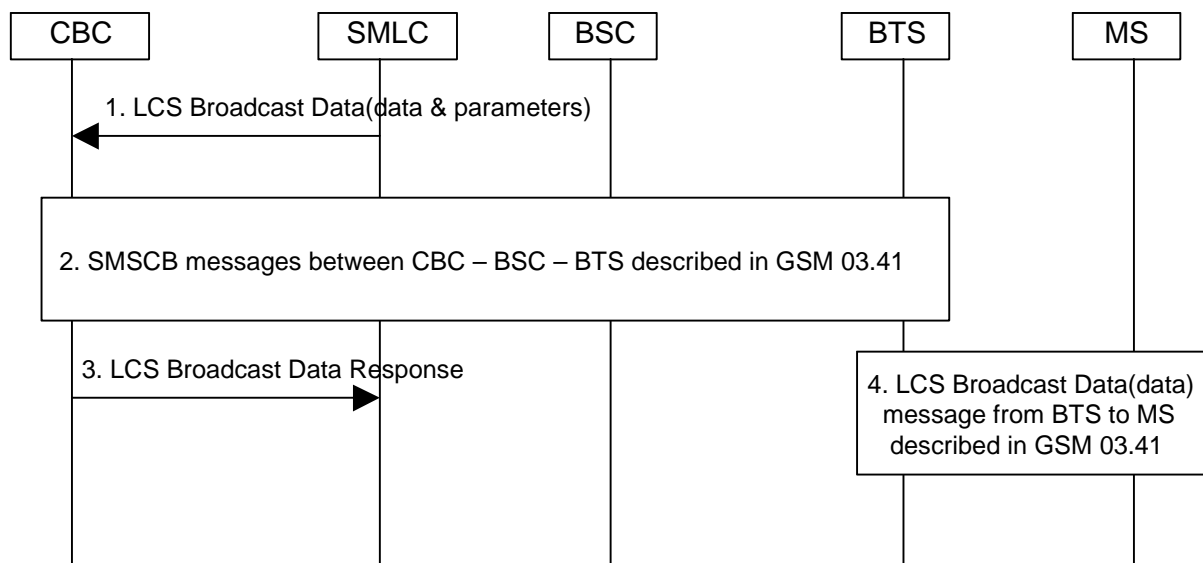 CBC
SMLC
BSC
BTS
MS
1. LCS Broadcast Data(data & parameters)
2. SMSCB messages between CBC – BSC – BTS described in GSM 03.41
3. LCS Broadcast Data Response
4. LCS Broadcast Data(data)
message from BTS to MS
described in GSM 03.41